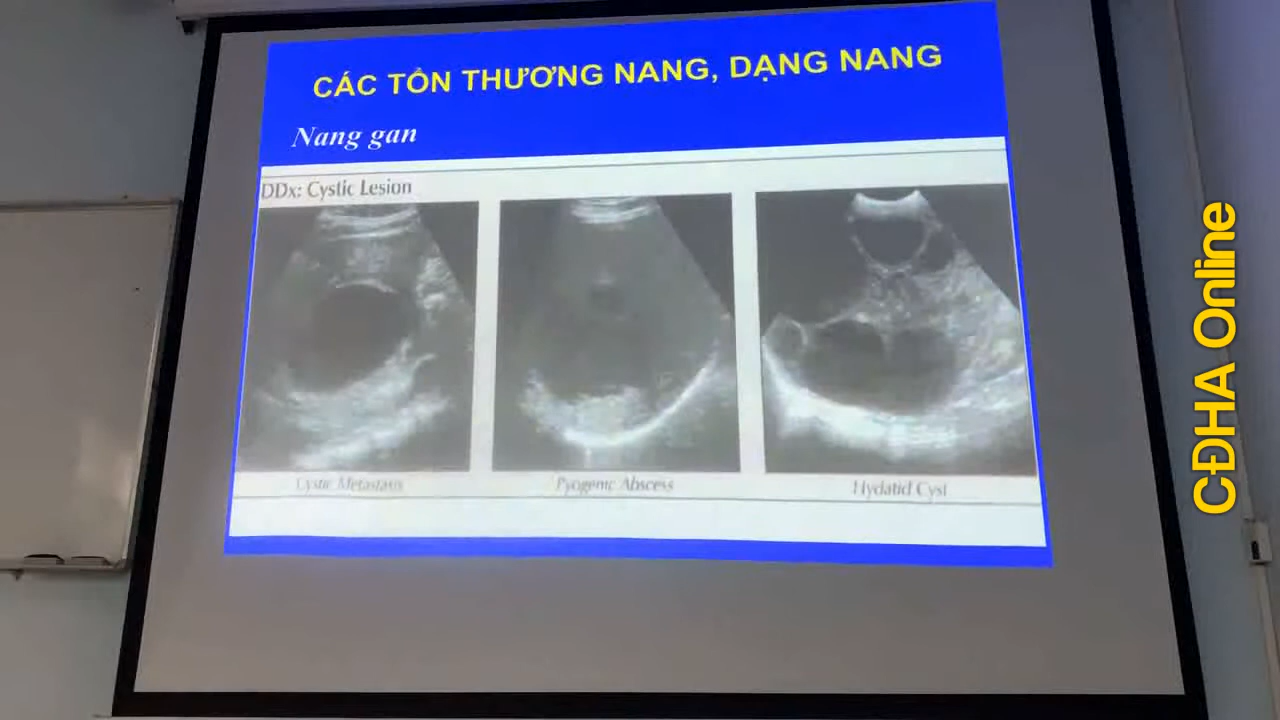 CÁC TỔN THƯƠNG NANG, DẠNG NANG
Nang gan
DDx: Cystic Lesion
Cystic Metastasis
Pyogenic Abscess
Hydatid Cyst
CĐHA Online